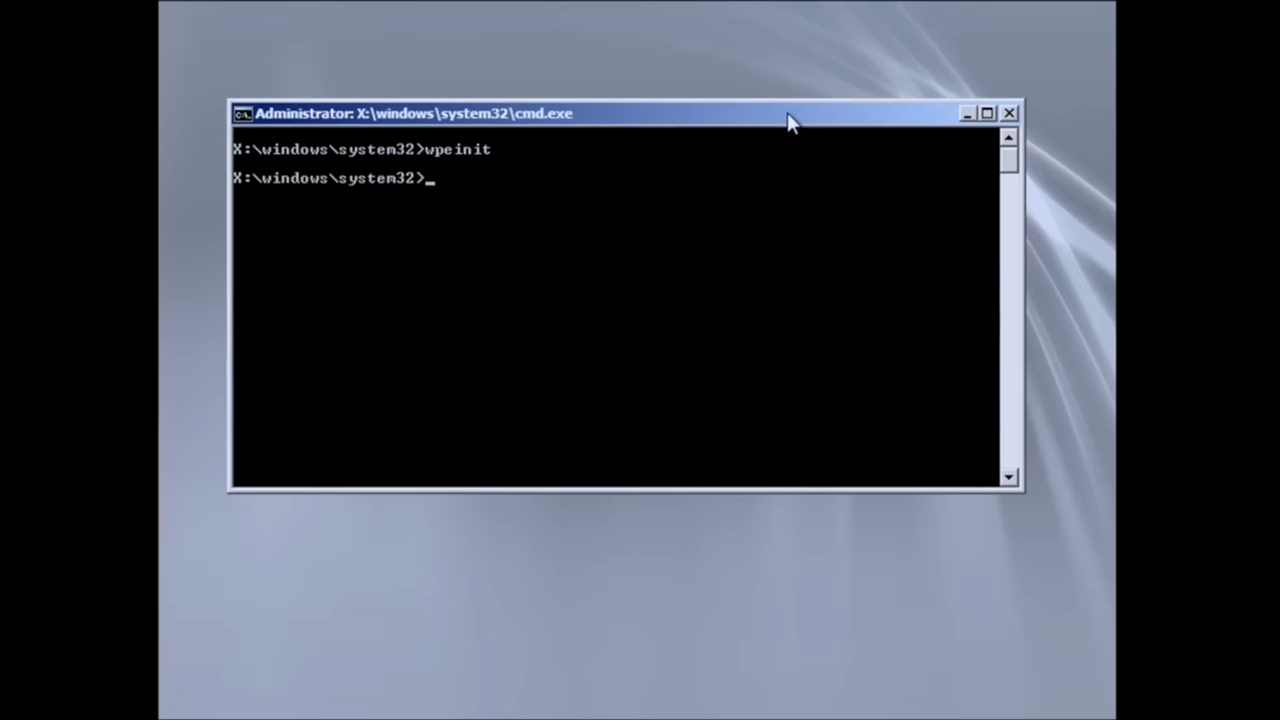 Administrator: X:\windows\system32\cmd.exe
X:\windows\system32>wpeinit
X:\windows\system32>_